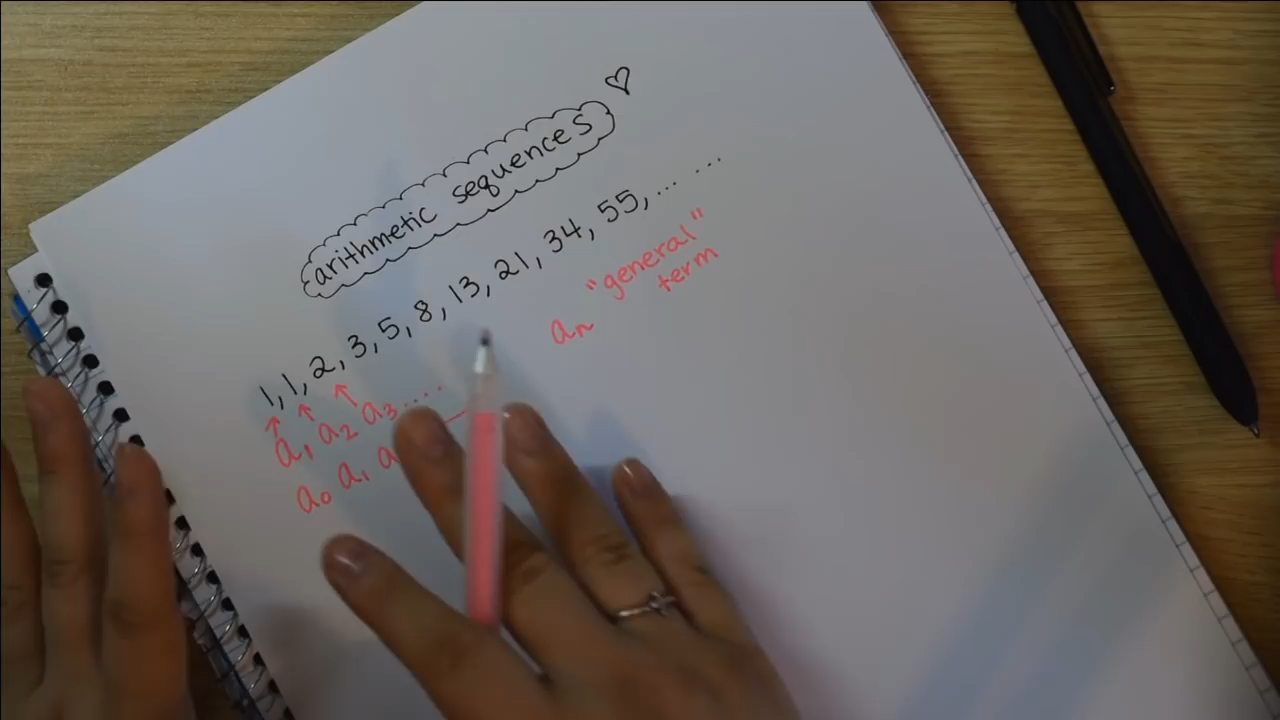 arithmetic sequences ♡
1, 1, 2, 3, 5, 8, 13, 21, 34, 55, ... ...
a₁ a₂ a₃ ....
a₀ a₁ a
aₙ "general"
term